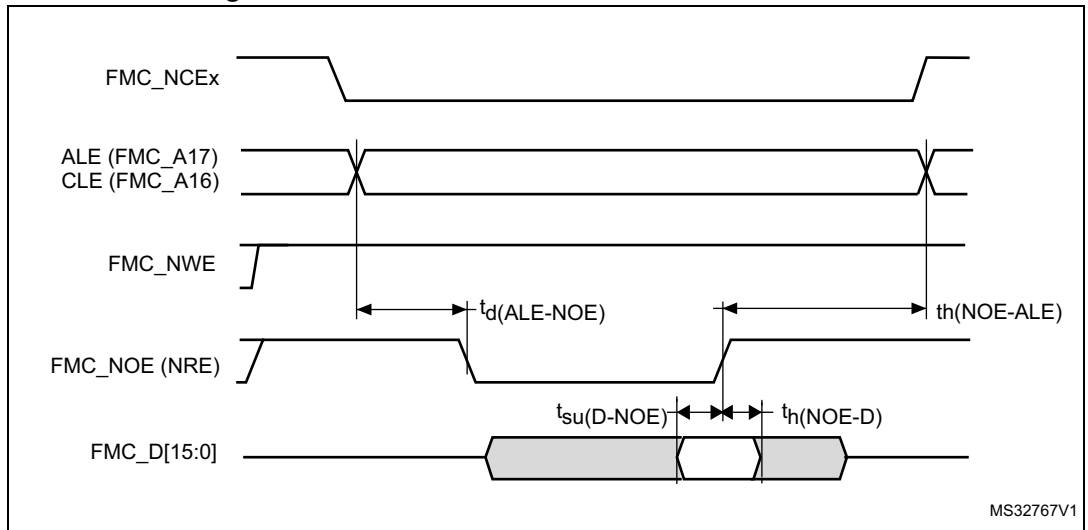 FMC_NCEx
ALE (FMC_A17)
CLE (FMC_A16)
FMC_NWE
td(ALE-NOE)
th(NOE-ALE)
FMC_NOE (NRE)
tsu(D-NOE)
th(NOE-D)
FMC_D[15:0]
MS32767V1